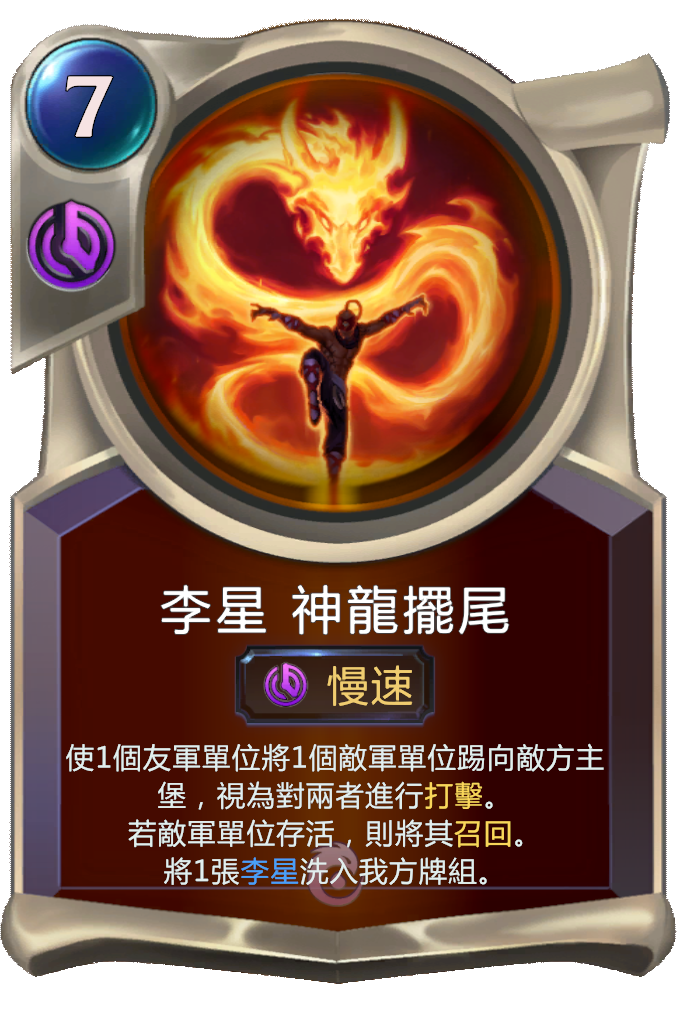 7
李星 神龍擺尾
慢速
使1個友軍單位將1個敵軍單位踢向敵方主
堡，視為對兩者進行打擊。
若敵軍單位存活，則將其召回。
將1張李星洗入我方牌組。